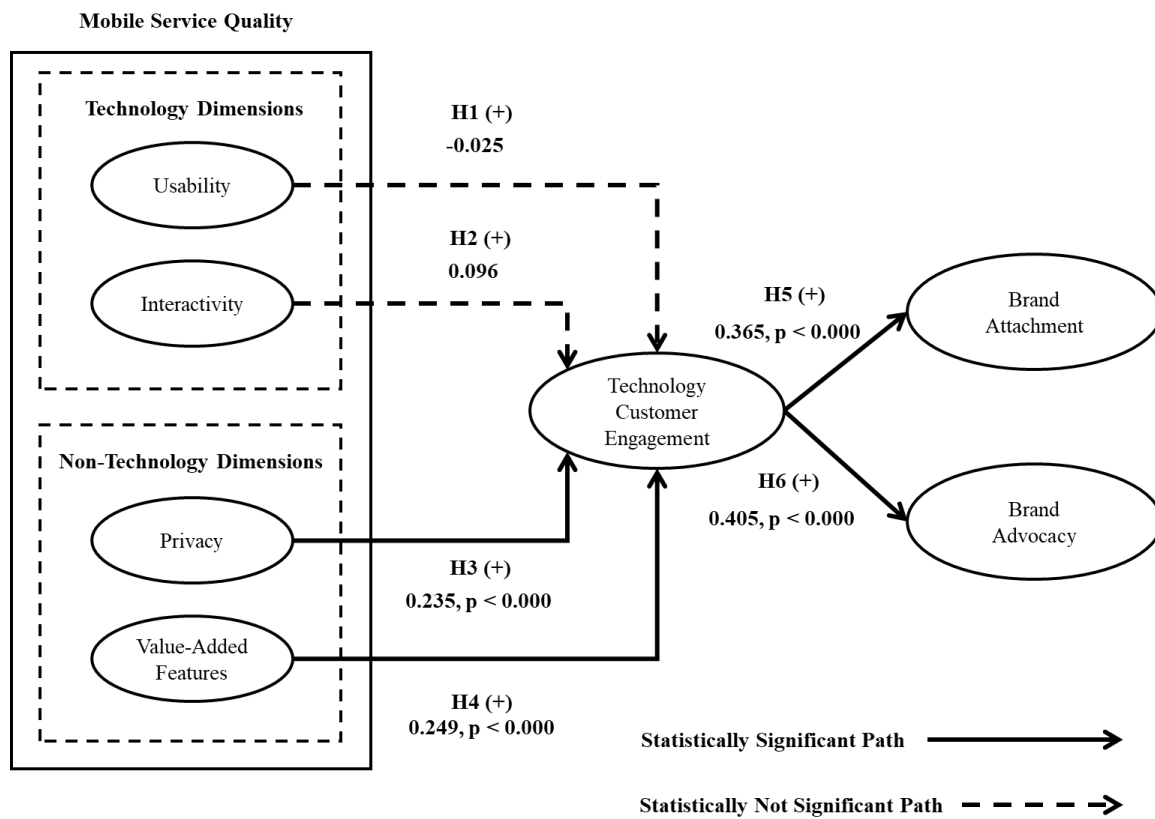 Mobile Service Quality
Technology Dimensions
Usability
Interactivity
Non-Technology Dimensions
Privacy
Value-Added
Features
H1 (+)
-0.025
H2 (+)
0.096
H3 (+)
0.235, p < 0.000
H4 (+)
0.249, p < 0.000
Technology
Customer
Engagement
H5 (+)
0.365, p < 0.000
H6 (+)
0.405, p < 0.000
Brand
Attachment
Brand
Advocacy
Statistically Significant Path
Statistically Not Significant Path